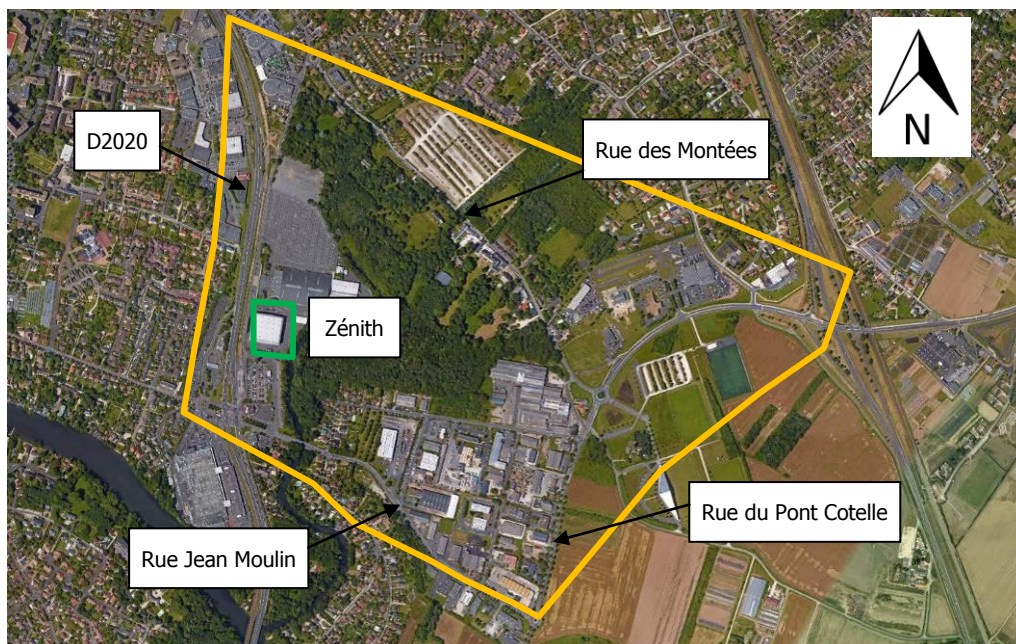 D2020
Rue des Montées
N
Zénith
Rue du Pont Cotelle
Rue Jean Moulin